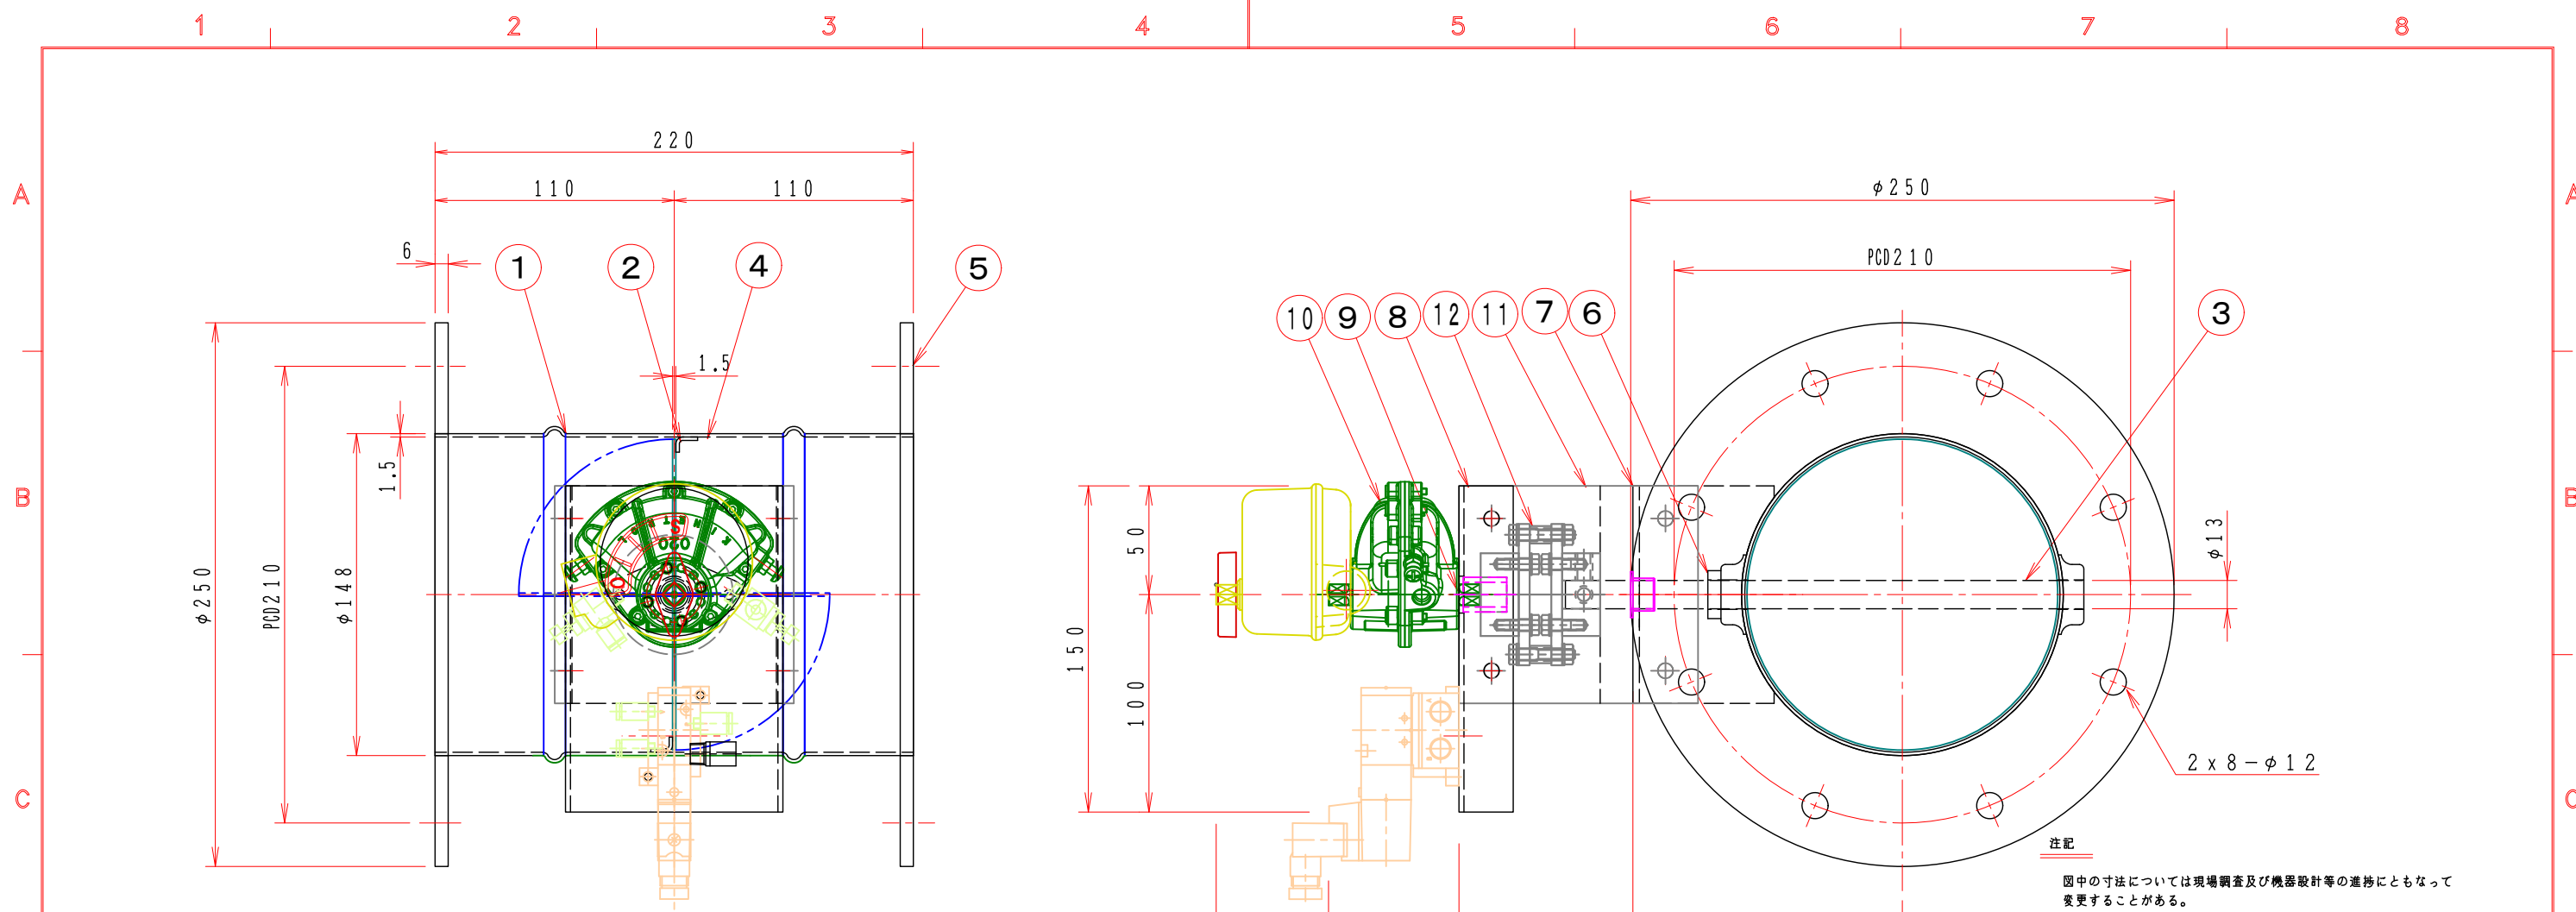 1 2 3 4 5 6 7 8
A A
B B
C C
220
110 110
6
1 2 4 5
1.5
φ250
PCD210
φ148
1.5
020
S
φ250
PCD210
10 9 8 12 11 7 6 3
50
150
100
φ13
2x8-φ12
注記
図中の寸法については現場調査及び機器設計等の進捗にともなって
変更することがある。